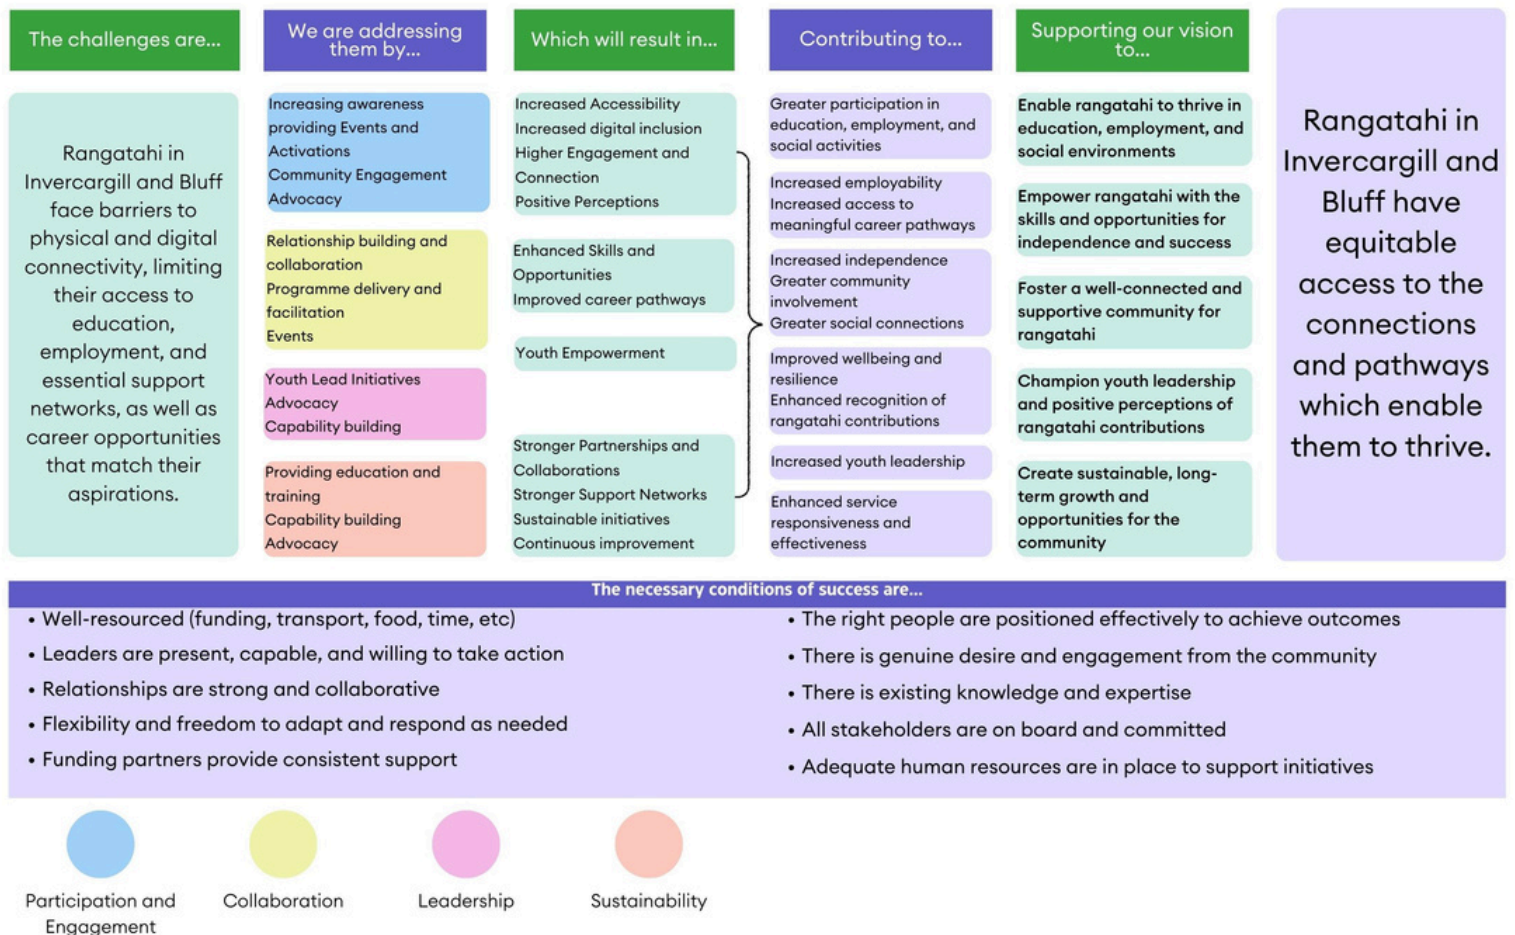 The challenges are...
We are addressing
them by...
Which will result in...
Contributing to...
Supporting our vision
to...
Rangatahi in
Invercargill and Bluff
face barriers to
physical and digital
connectivity, limiting
their access to
education,
employment, and
essential support
networks, as well as
career opportunities
that match their
aspirations.
Increasing awareness
providing Events and
Activations
Community Engagement
Advocacy
Relationship building and
collaboration
Programme delivery and
facilitation
Events
Youth Lead Initiatives
Advocacy
Capability building
Providing education and
training
Capability building
Advocacy
Increased Accessibility
Increased digital inclusion
Higher Engagement and
Connection
Positive Perceptions
Enhanced Skills and
Opportunities
Improved career pathways
Youth Empowerment
Stronger Partnerships and
Collaborations
Stronger Support Networks
Sustainable initiatives
Continuous improvement
Greater participation in
education, employment, and
social activities
Increased employability
Increased access to
meaningful career pathways
Increased independence
Greater community
involvement
Greater social connections
Improved wellbeing and
resilience
Enhanced recognition of
rangatahi contributions
Increased youth leadership
Enhanced service
responsiveness and
effectiveness
Enable rangatahi to thrive in
education, employment, and
social environments
Empower rangatahi with the
skills and opportunities for
independence and success
Foster a well-connected and
supportive community for
rangatahi
Champion youth leadership
and positive perceptions of
rangatahi contributions
Create sustainable, long-
term growth and
opportunities for the
community
Rangatahi in
Invercargill and
Bluff have
equitable
access to the
connections
and pathways
which enable
them to thrive.
The necessary conditions of success are...
• Well-resourced (funding, transport, food, time, etc)
• Leaders are present, capable, and willing to take action
• Relationships are strong and collaborative
• Flexibility and freedom to adapt and respond as needed
• Funding partners provide consistent support
• The right people are positioned effectively to achieve outcomes
• There is genuine desire and engagement from the community
• There is existing knowledge and expertise
• All stakeholders are on board and committed
• Adequate human resources are in place to support initiatives
Participation and
Engagement
Collaboration
Leadership
Sustainability